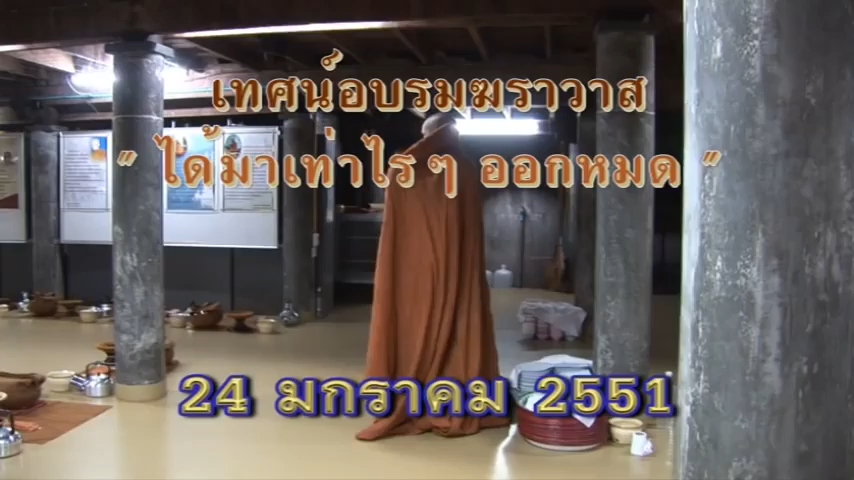 เทศน์อบรมฆราวาส
" ได้มาเท่าไร ๆ ออกหมด "
24 มกราคม 2551